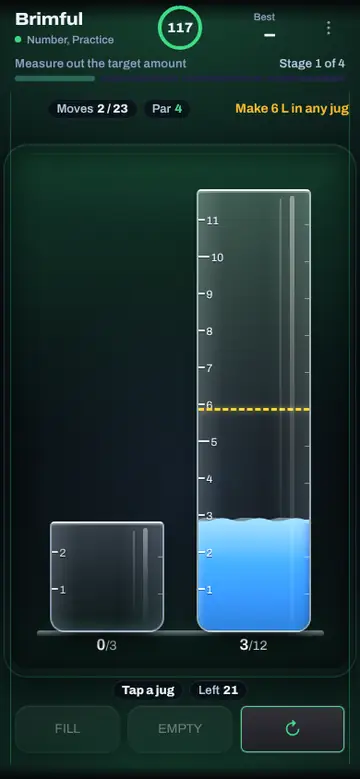 Brimful
Number, Practice
117
Best
–
Measure out the target amount
Stage 1 of 4
Moves 2 / 23
Par 4
Make 6 L in any jug
11
10
9
8
7
6
5
4
3
2
1
2
1
0/3
3/12
Tap a jug
Left 21
FILL
EMPTY